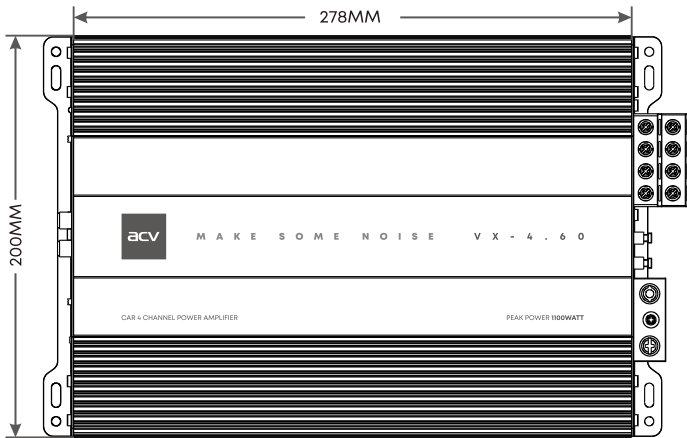 278MM
200MM
acv MAKE SOME NOISE VX-4.60
CAR 4 CHANNEL POWER AMPLIFIER PEAK POWER 1100WATT